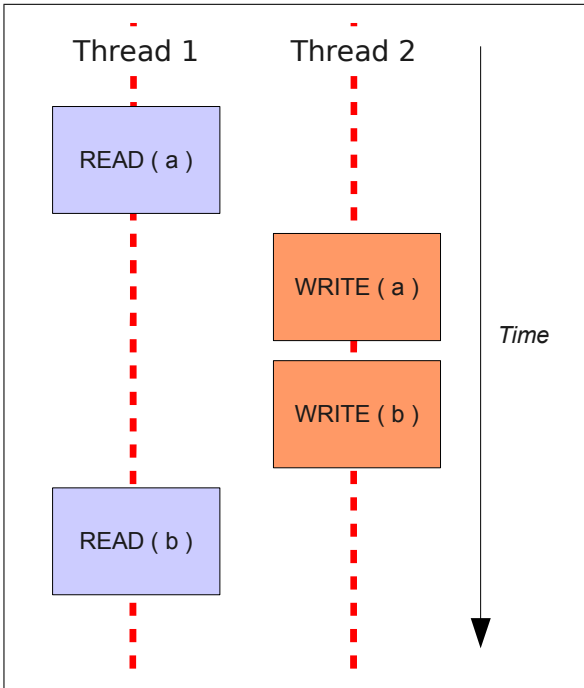 Thread 1
Thread 2
READ ( a )
WRITE ( a )
Time
WRITE ( b )
READ ( b )